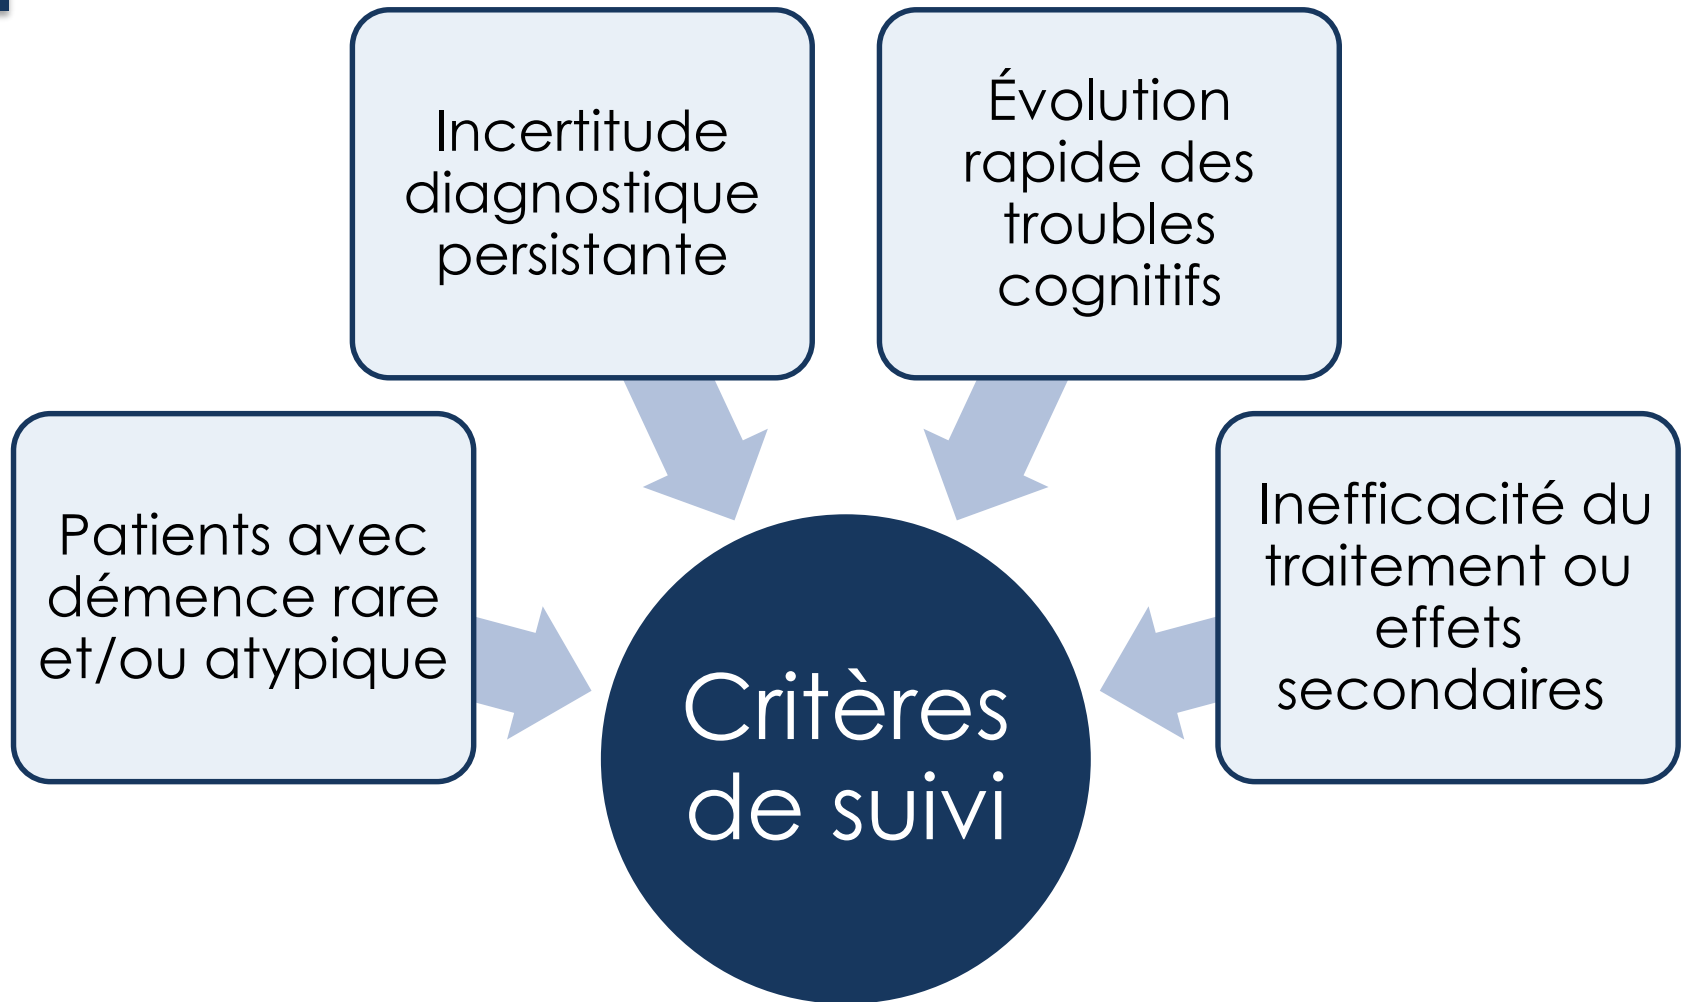 Incertitude
diagnostique
persistante
Évolution
rapide des
troubles
cognitifs
Patients avec
démence rare
et/ou atypique
Inefficacité du
traitement ou
effets
secondaires
Critères
de suivi